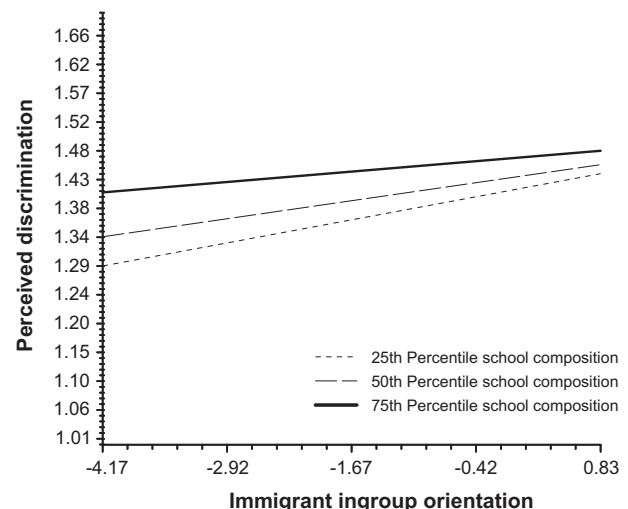 Perceived discrimination
1.66
1.62
1.57
1.52
1.48
1.43
1.38
1.34
1.29
1.24
1.20
1.15
1.10
1.06
1.01
25th Percentile school composition
50th Percentile school composition
75th Percentile school composition
-4.17 -2.92 -1.67 -0.42 0.83
Immigrant ingroup orientation